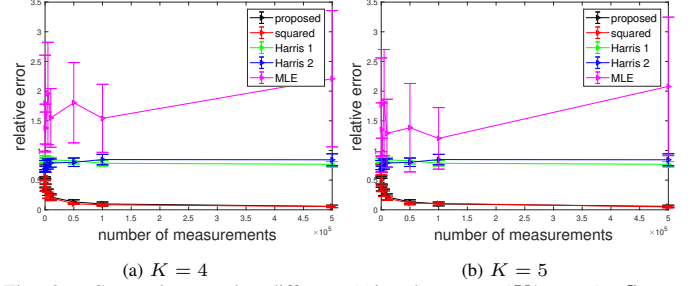 3.5
3
2.5
2
1.5
1
0.5
0
relative error
proposed
squared
Harris 1
Harris 2
MLE
0 0.5 1 1.5 2 2.5 3 3.5 4 4.5 5
×10⁵
number of measurements
(a) K = 4
3.5
3
2.5
2
1.5
1
0.5
0
relative error
proposed
squared
Harris 1
Harris 2
MLE
0 0.5 1 1.5 2 2.5 3 3.5 4 4.5 5
×10⁵
number of measurements
(b) K = 5